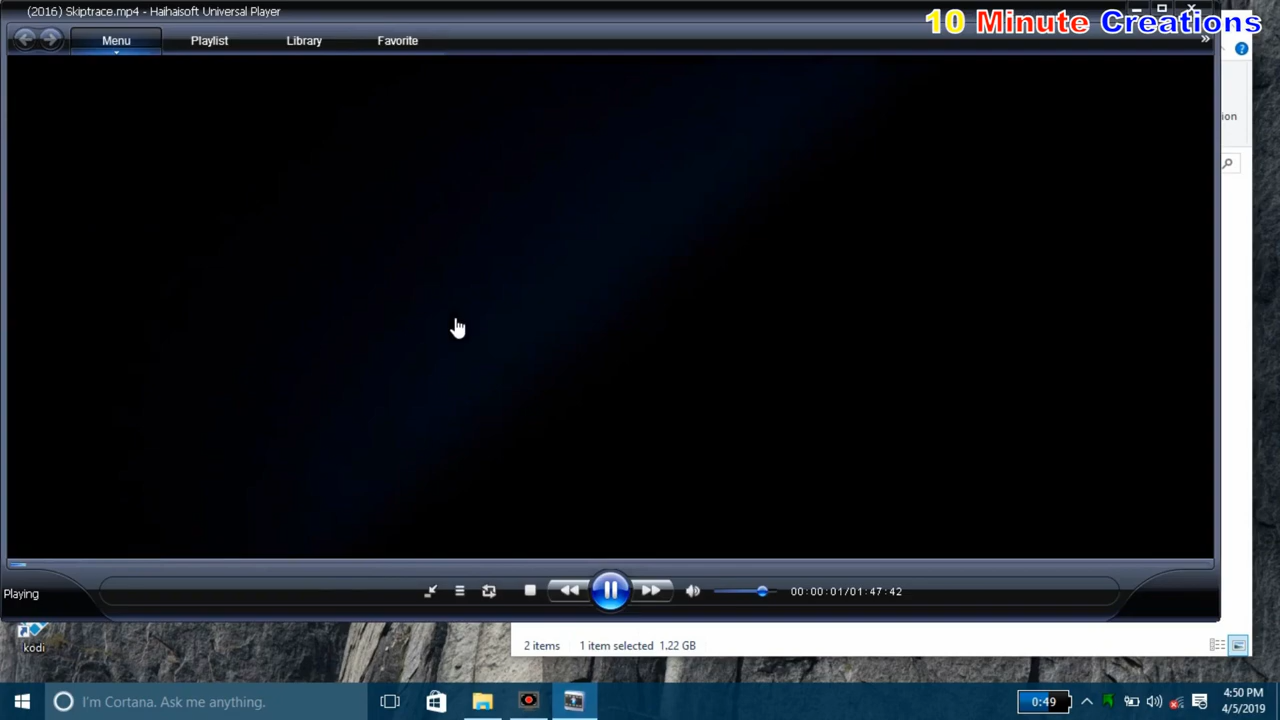 (2016) Skiptrace.mp4 - Haihaisoft Universal Player
10 Minute Creations
Menu
Playlist
Library
Favorite
»
ion
Playing
00:00:01/01:47:42
kodi
2 items
1 item selected 1.22 GB
I'm Cortana. Ask me anything.
0:49
4:50 PM
4/5/2019